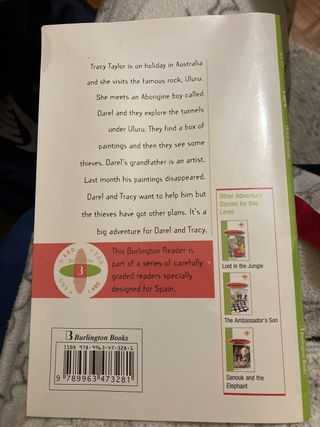 Tracy Taylor is on holiday in Australia
and she visits the famous rock, Uluru.
She meets an Aborigine boy called
Darel and they explore the tunnels
under Uluru. They find a box of
paintings and then they see some
thieves. Darel's grandfather is an artist.
Last month his paintings disappeared.
Darel and Tracy want to help him but
the thieves have got other plans. It's a
big adventure for Darel and Tracy.
Other Adventure
Stories for this
Level
Lost in the Jungle
The Ambassador's Son
Sanouk and the
Elephant
This Burlington Reader is
part of a series of carefully
graded readers specially
designed for Spain.
B
B Burlington Books
ISBN 978-9963-47-328-1
9 789963 473281